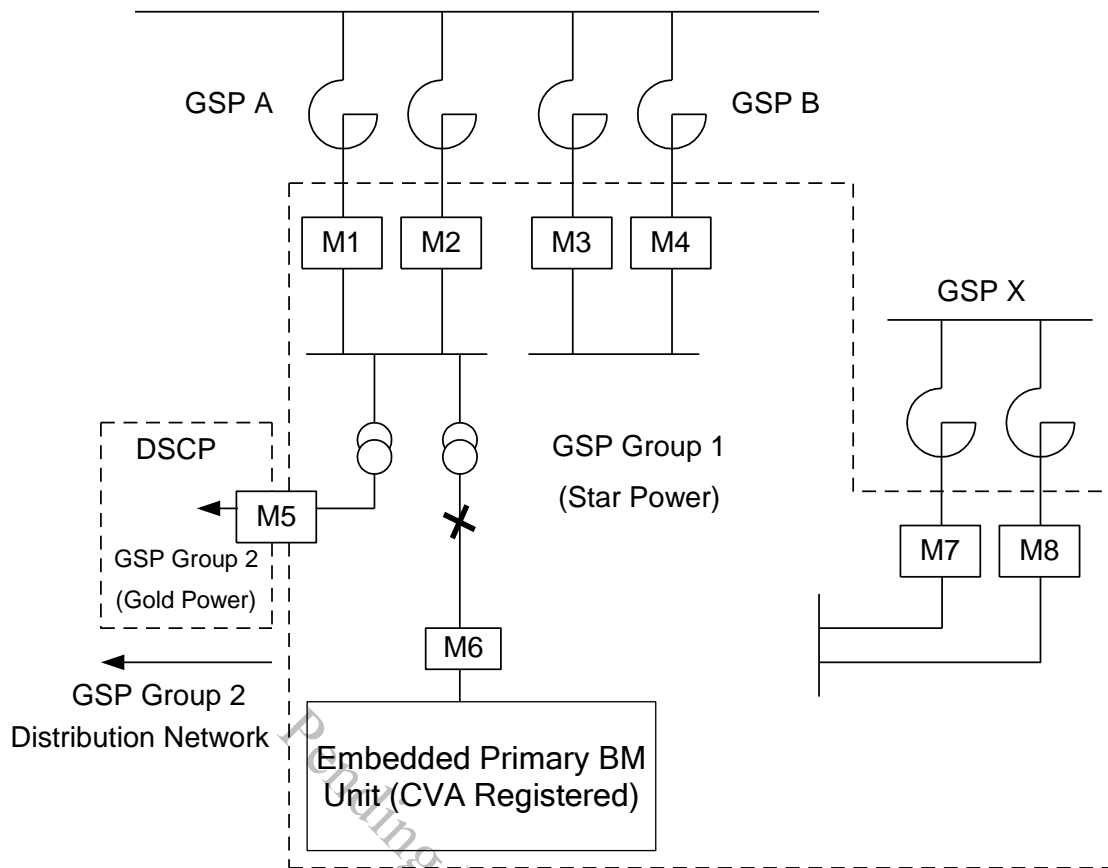 GSP A
GSP B
M1
M2
M3
M4
GSP X
DSCP
GSP Group 1
(Star Power)
M5
GSP Group 2
(Gold Power)
M7
M8
M6
GSP Group 2
Distribution Network
Embedded Primary BM
Unit (CVA Registered)
Pending